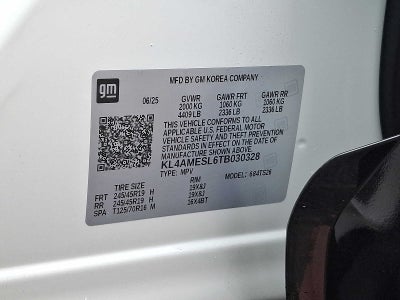 gm
MFD BY GM KOREA COMPANY
06/25 GVWR GAWR FRT GAWR RR
2000 KG 1060 KG 1060 KG
4409 LB 2336 LB 2336 LB
THIS VEHICLE CONFORMS TO ALL
APPLICABLE U.S. FEDERAL MOTOR
VEHICLE SAFETY AND THEFT PREVENTION
STANDARDS IN EFFECT ON THE DATE OF
MANUFACTURE SHOWN ABOVE.
KL4AMESL6TB030328
TYPE: MPV MODEL: 4TS26
TIRE SIZE RIM
FRT 245/45R19 H 19X8J
RR 245/45R19 H 19X8J
SPA T125/70R16 M 16X4BT